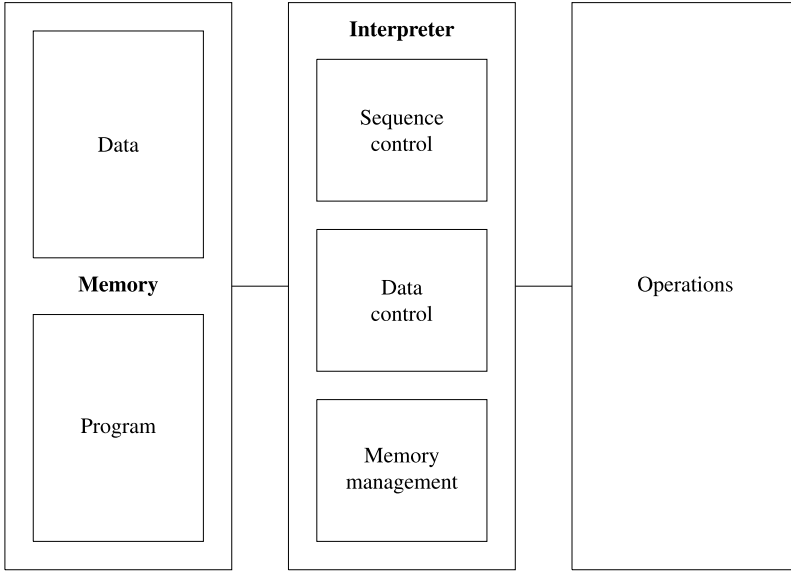 Data
Memory
Program
Interpreter
Sequence
control
Data
control
Memory
management
Operations